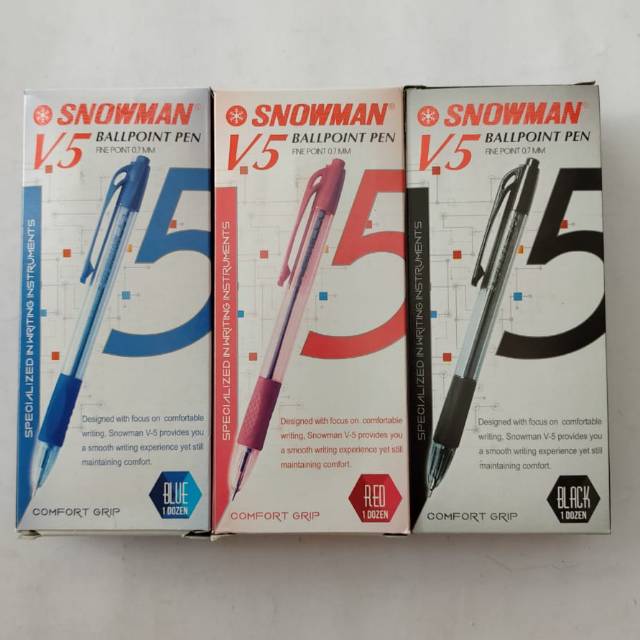 SNOWMAN®
V.5 BALLPOINT PEN
FINE POINT 0.7 MM
5
SPECIALIZED IN WRITING INSTRUMENTS
Designed with focus on comfortable
writing, Snowman V-5 provides you
a smooth writing experience yet still
maintaining comfort.
COMFORT GRIP
BLUE
1 DOZEN
SNOWMAN®
V.5 BALLPOINT PEN
FINE POINT 0.7 MM
5
SPECIALIZED IN WRITING INSTRUMENTS
Designed with focus on comfortable
writing, Snowman V-5 provides you
a smooth writing experience yet still
maintaining comfort.
COMFORT GRIP
RED
1 DOZEN
SNOWMAN®
V.5 BALLPOINT PEN
FINE POINT 0.7 MM
5
SPECIALIZED IN WRITING INSTRUMENTS
Designed with focus on comfortable
writing, Snowman V-5 provides you
a smooth writing experience yet still
maintaining comfort.
COMFORT GRIP
BLACK
1 DOZEN